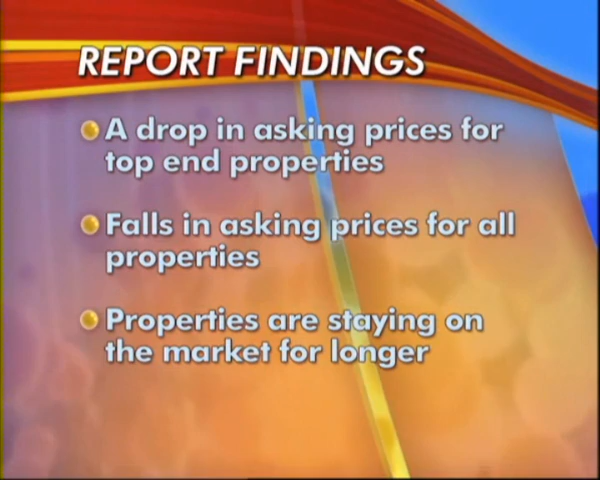 REPORT FINDINGS
A drop in asking prices for
top end properties
Falls in asking prices for all
properties
Properties are staying on
the market for longer